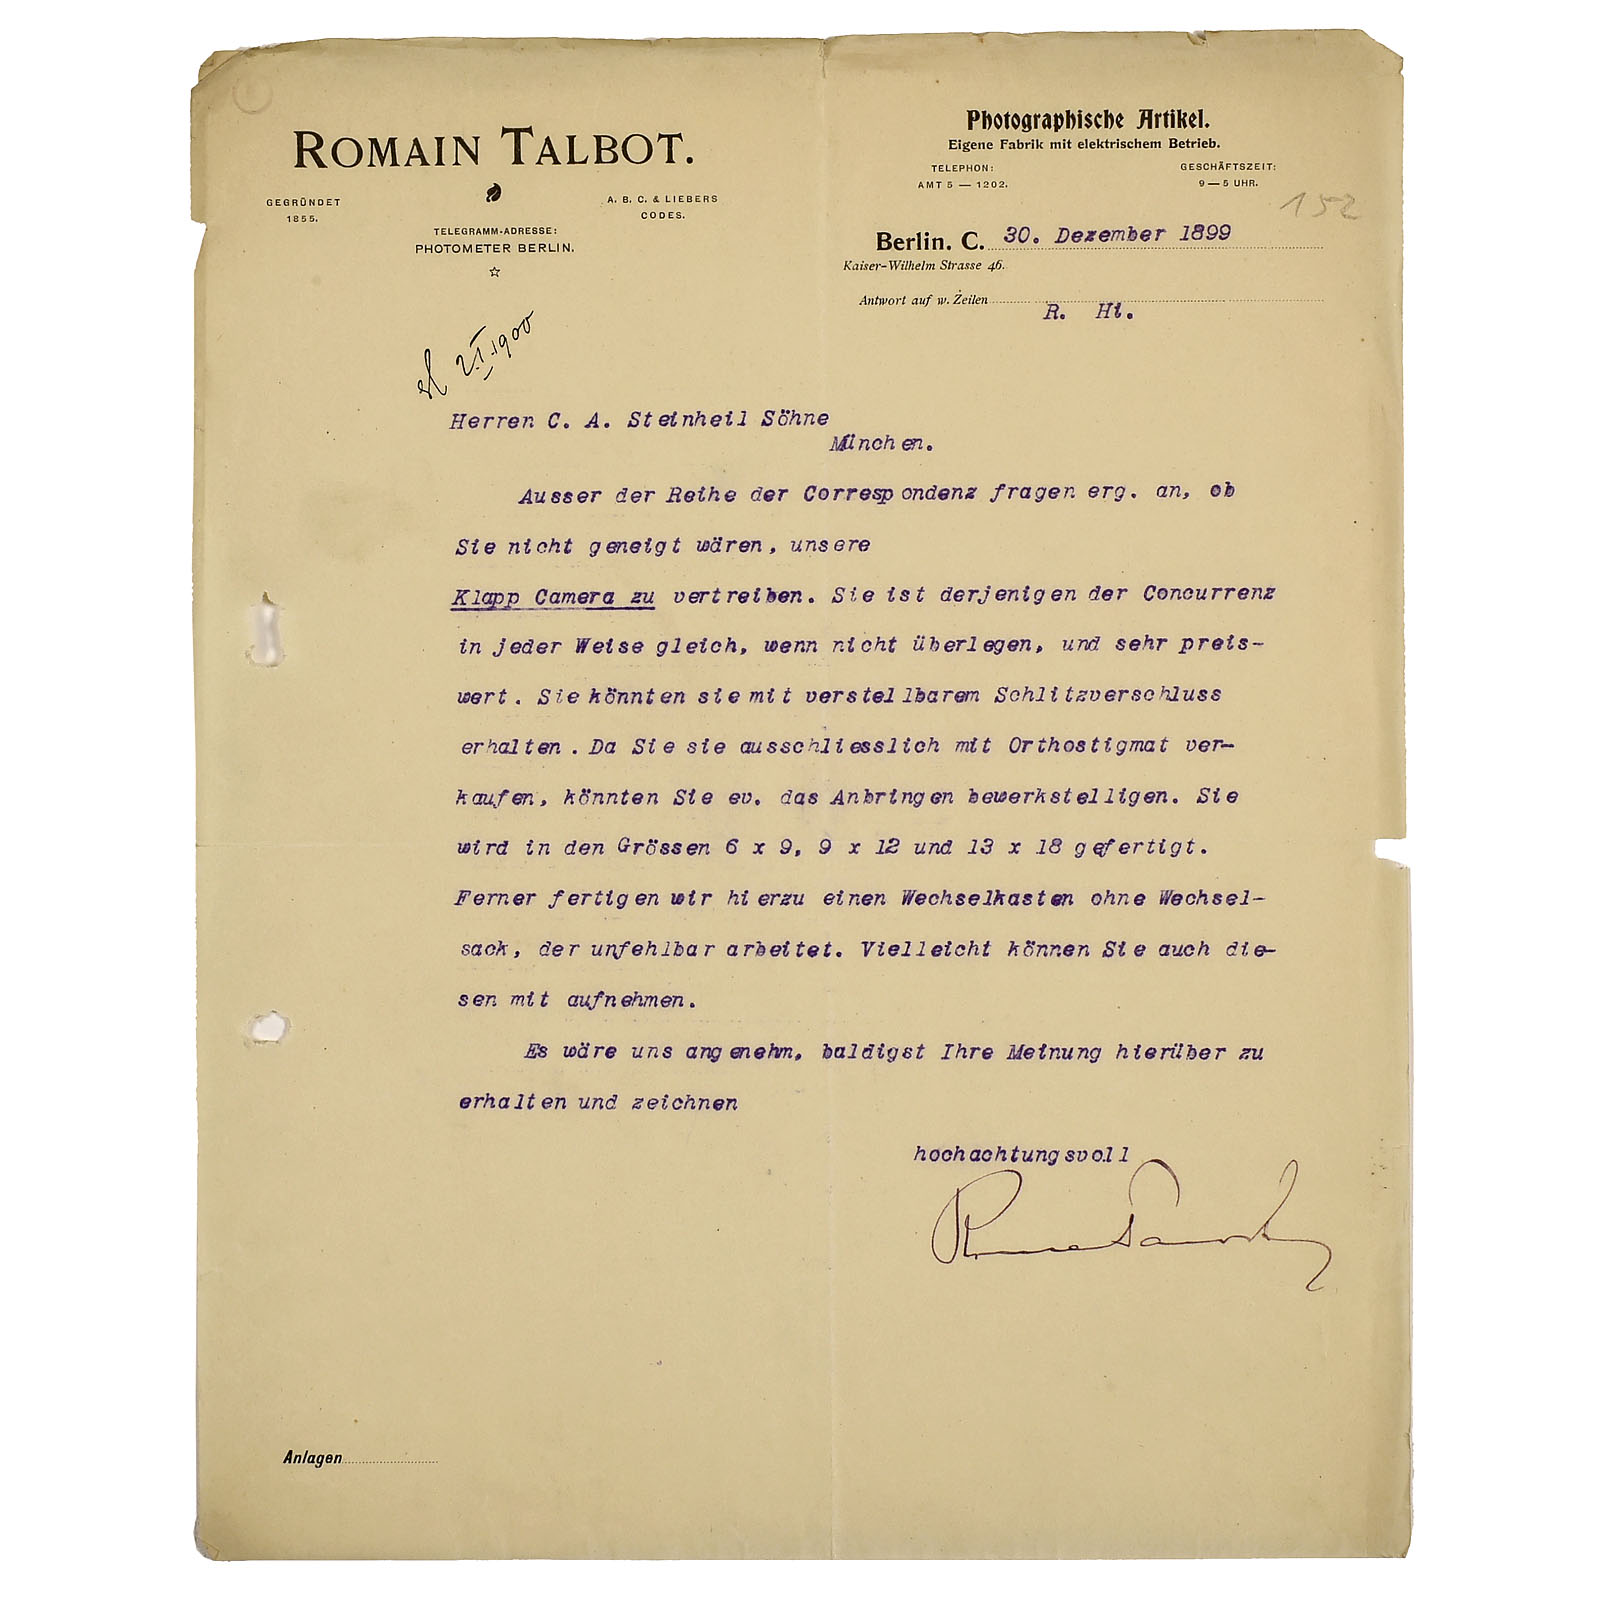 ROMAIN TALBOT.
GEGRÜNDET
1855.
A. B. C. & LIEBERS
CODES.
TELEGRAMM-ADRESSE:
PHOTOMETER BERLIN.
Photographische Artikel.
Eigene Fabrik mit elektrischem Betrieb.
TELEPHON:
AMT 5 — 1202.
GESCHÄFTSZEIT:
9 — 5 UHR.
152
Berlin. C. 30. Dezember 1899
Kaiser-Wilhelm Strasse 46.
Antwort auf w. Zeilen
R. Hi.
2.I.1900
Herren C. A. Steinheil Söhne
München.
Ausser der Reihe der Correspondenz fragen erg. an, ob
Sie nicht geneigt wären, unsere
Klapp Camera zu vertreiben. Sie ist derjenigen der Concurrenz
in jeder Weise gleich, wenn nicht überlegen, und sehr preis-
wert. Sie könnten sie mit verstellbarem Schlitzverschluss
erhalten. Da Sie sie ausschliesslich mit Orthostigmat ver-
kaufen, könnten Sie ev. das Anbringen bewerkstelligen. Sie
wird in den Grössen 6 x 9, 9 x 12 und 13 x 18 gefertigt.
Ferner fertigen wir hierzu einen Wechselkasten ohne Wechsel-
sack, der unfehlbar arbeitet. Vielleicht können Sie auch die-
sen mit aufnehmen.
Es wäre uns angenehm, baldigst Ihre Meinung hierüber zu
erhalten und zeichnen
hochachtungsvoll
Anlagen